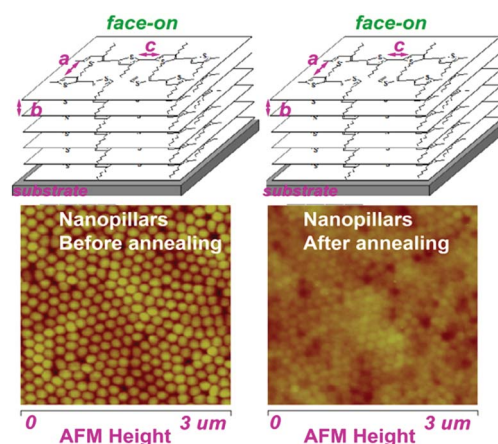 face-on
face-on
a
c
a
c
S
S
S
S
S
S
S
S
b
b
substrate
substrate
Nanopillars
Before annealing
Nanopillars
After annealing
0
3 um
0
3 um
AFM Height
AFM Height